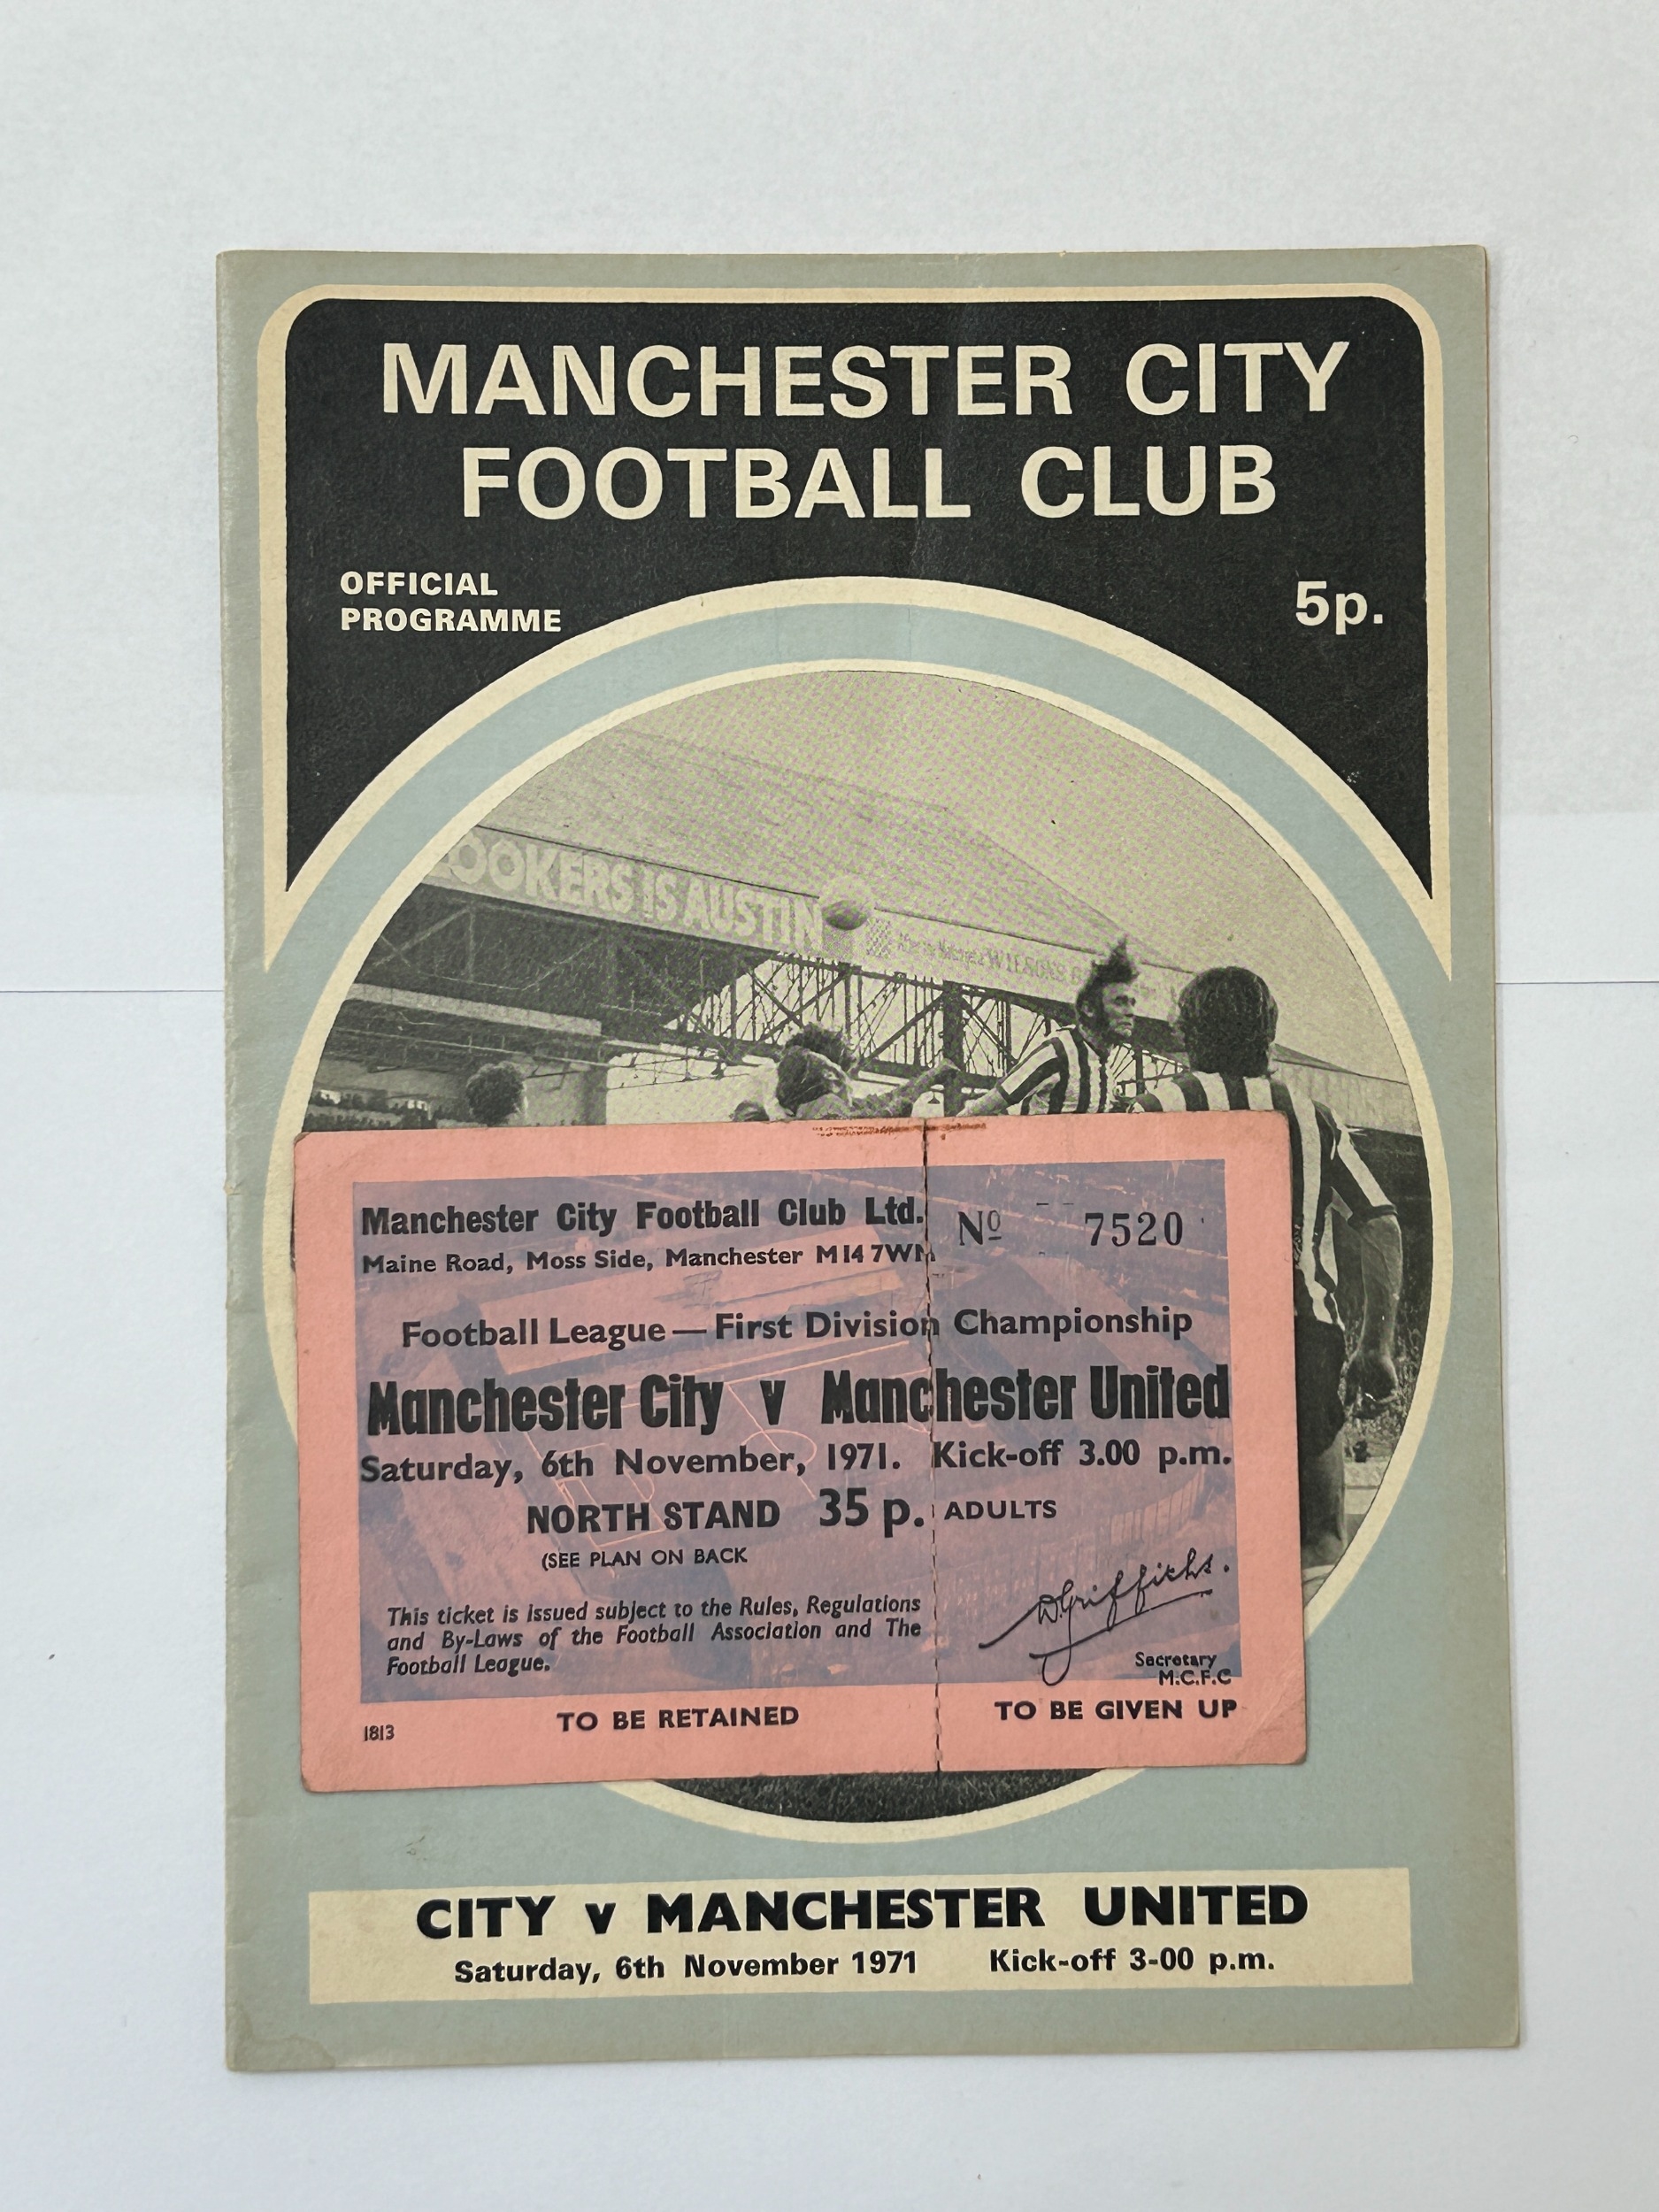 MANCHESTER CITY
FOOTBALL CLUB
OFFICIAL
PROGRAMME
5p.
OOKERS IS AUSTIN
WILSONS
Manchester City Football Club Ltd.
Maine Road, Moss Side, Manchester M14 7WN
Nº 7520
Football League — First Division Championship
Manchester City v Manchester United
Saturday, 6th November, 1971. Kick-off 3.00 p.m.
NORTH STAND 35 p. ADULTS
(SEE PLAN ON BACK
This ticket is issued subject to the Rules, Regulations
and By-Laws of the Football Association and The
Football League.
W Griffiths.
Secretary
M.C.F.C
1813
TO BE RETAINED
TO BE GIVEN UP
CITY v MANCHESTER UNITED
Saturday, 6th November 1971 Kick-off 3-00 p.m.